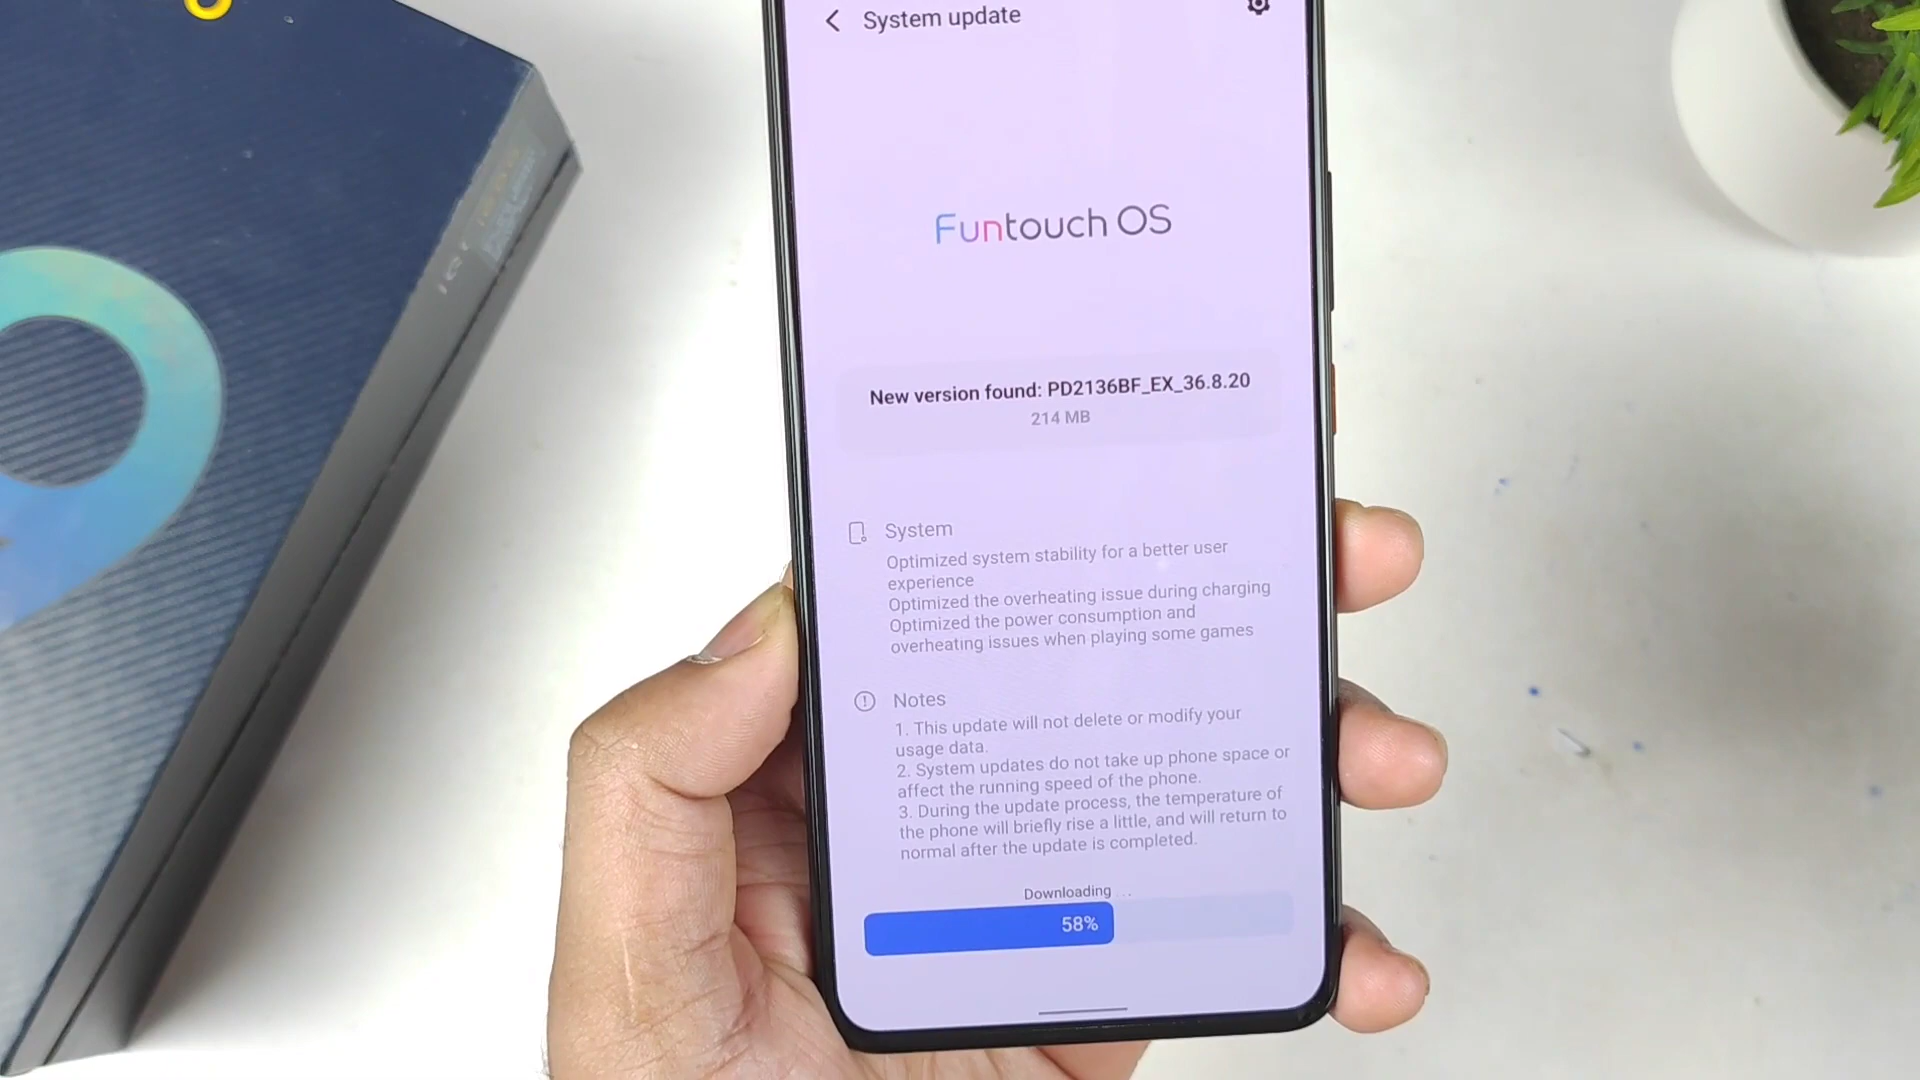 System update
Funtouch OS
New version found: PD2136BF_EX_36.8.20
214 MB
System
Optimized system stability for a better user
experience
Optimized the overheating issue during charging
Optimized the power consumption and
overheating issues when playing some games
Notes
1. This update will not delete or modify your
usage data.
2. System updates do not take up phone space or
affect the running speed of the phone.
3. During the update process, the temperature of
the phone will briefly rise a little, and will return to
normal after the update is completed.
Downloading ...
58%